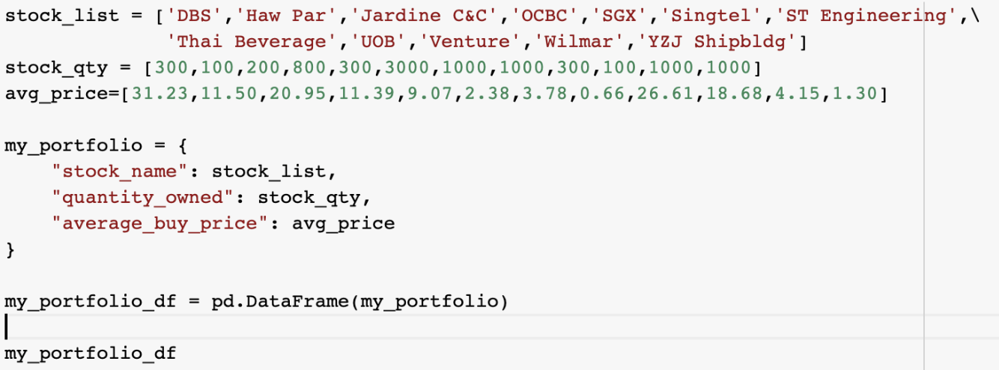 stock_list = ['DBS','Haw Par','Jardine C&C','OCBC','SGX','Singtel','ST Engineering',\
'Thai Beverage','UOB','Venture','Wilmar','YZJ Shipbldg']
stock_qty = [300,100,200,800,300,3000,1000,1000,300,100,1000,1000]
avg_price=[31.23,11.50,20.95,11.39,9.07,2.38,3.78,0.66,26.61,18.68,4.15,1.30]
my_portfolio = {
"stock_name": stock_list,
"quantity_owned": stock_qty,
"average_buy_price": avg_price
}
my_portfolio_df = pd.DataFrame(my_portfolio)
my_portfolio_df